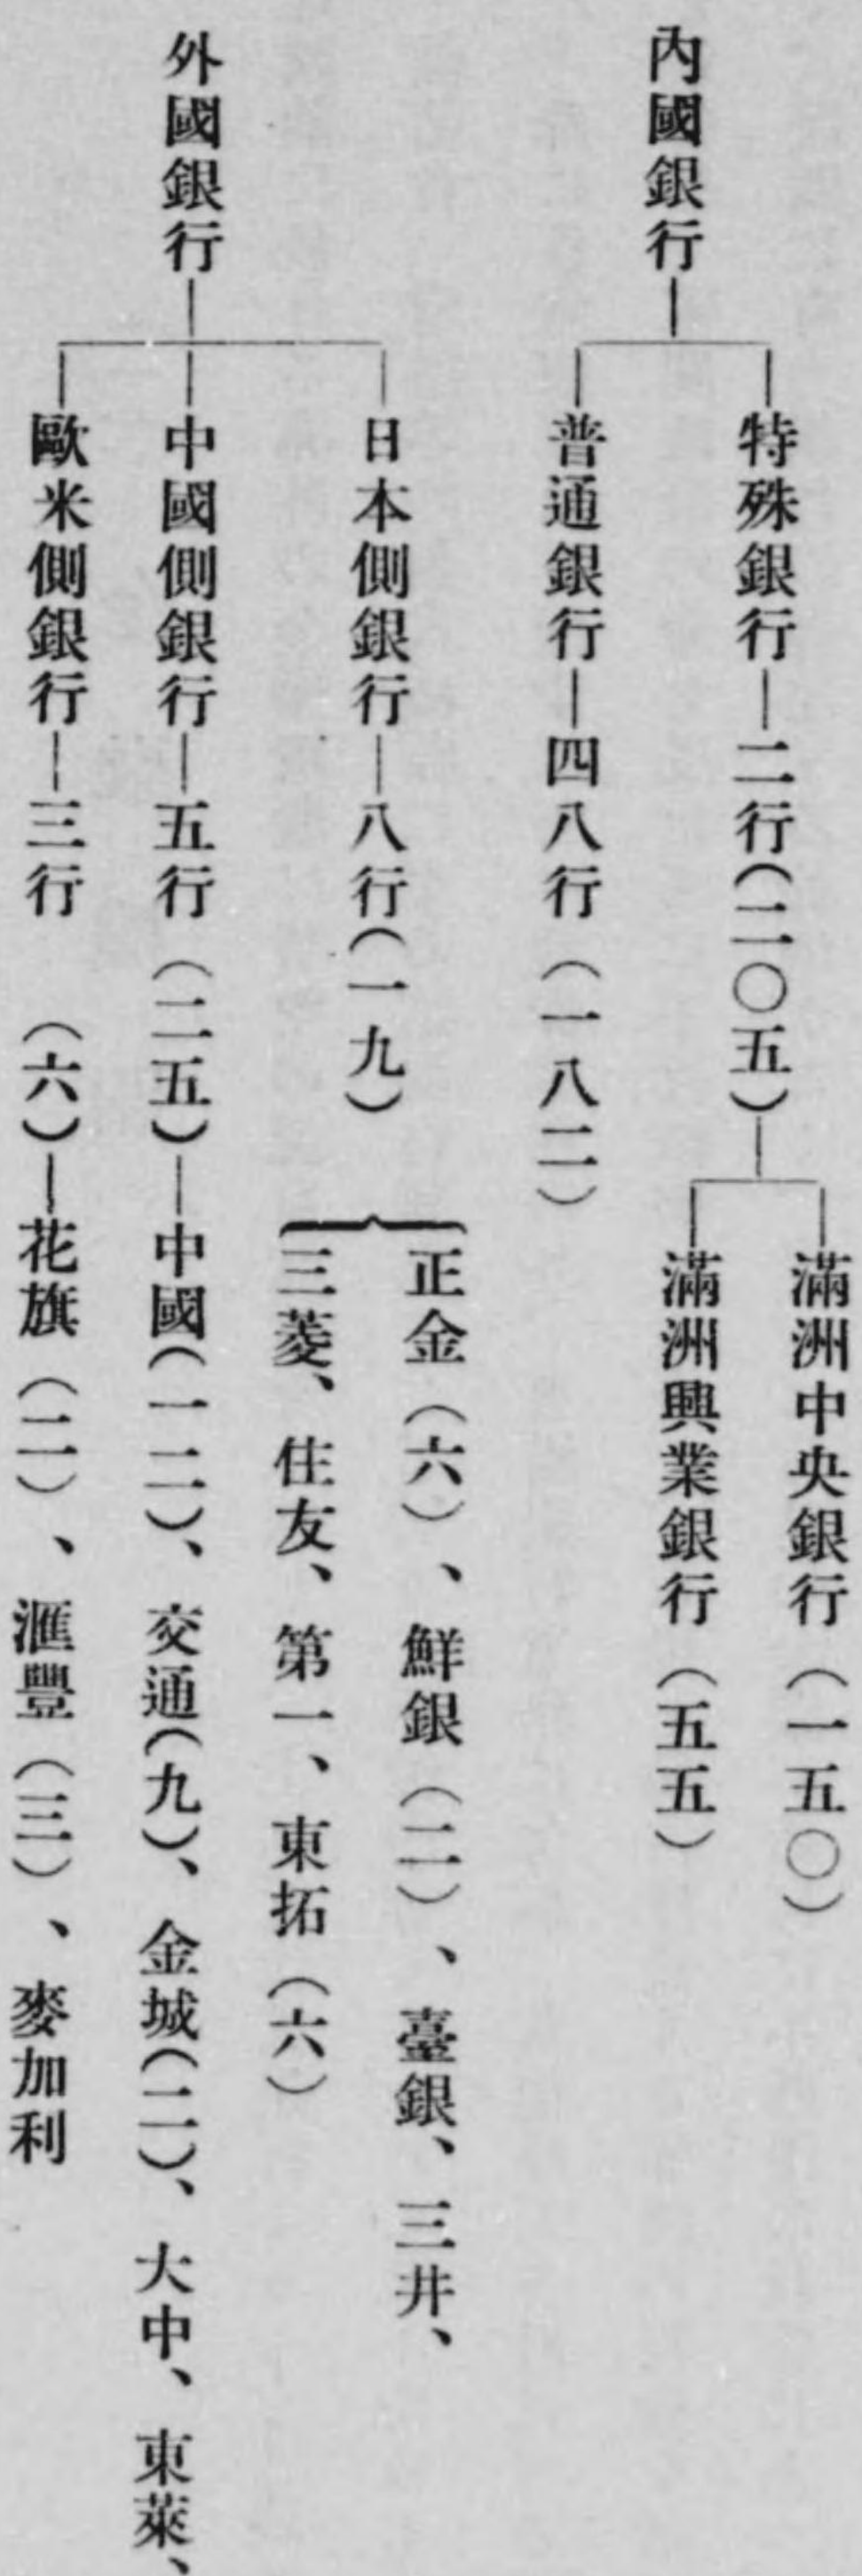 內國銀行
特殊銀行―二行(二〇五)
滿洲中央銀行(一五〇)
滿洲興業銀行(五五)
普通銀行―四八行(一八二)
外國銀行
日本側銀行―八行(一九)
正金(六)、鮮銀(二)、臺銀、三井、
三菱、住友、第一、東拓(六)
中國側銀行―五行(二五)―中國(一二)、交通(九)、金城(二)、大中、東萊、
歐米側銀行―三行(六)―花旗(二)、滙豐(三)、麥加利